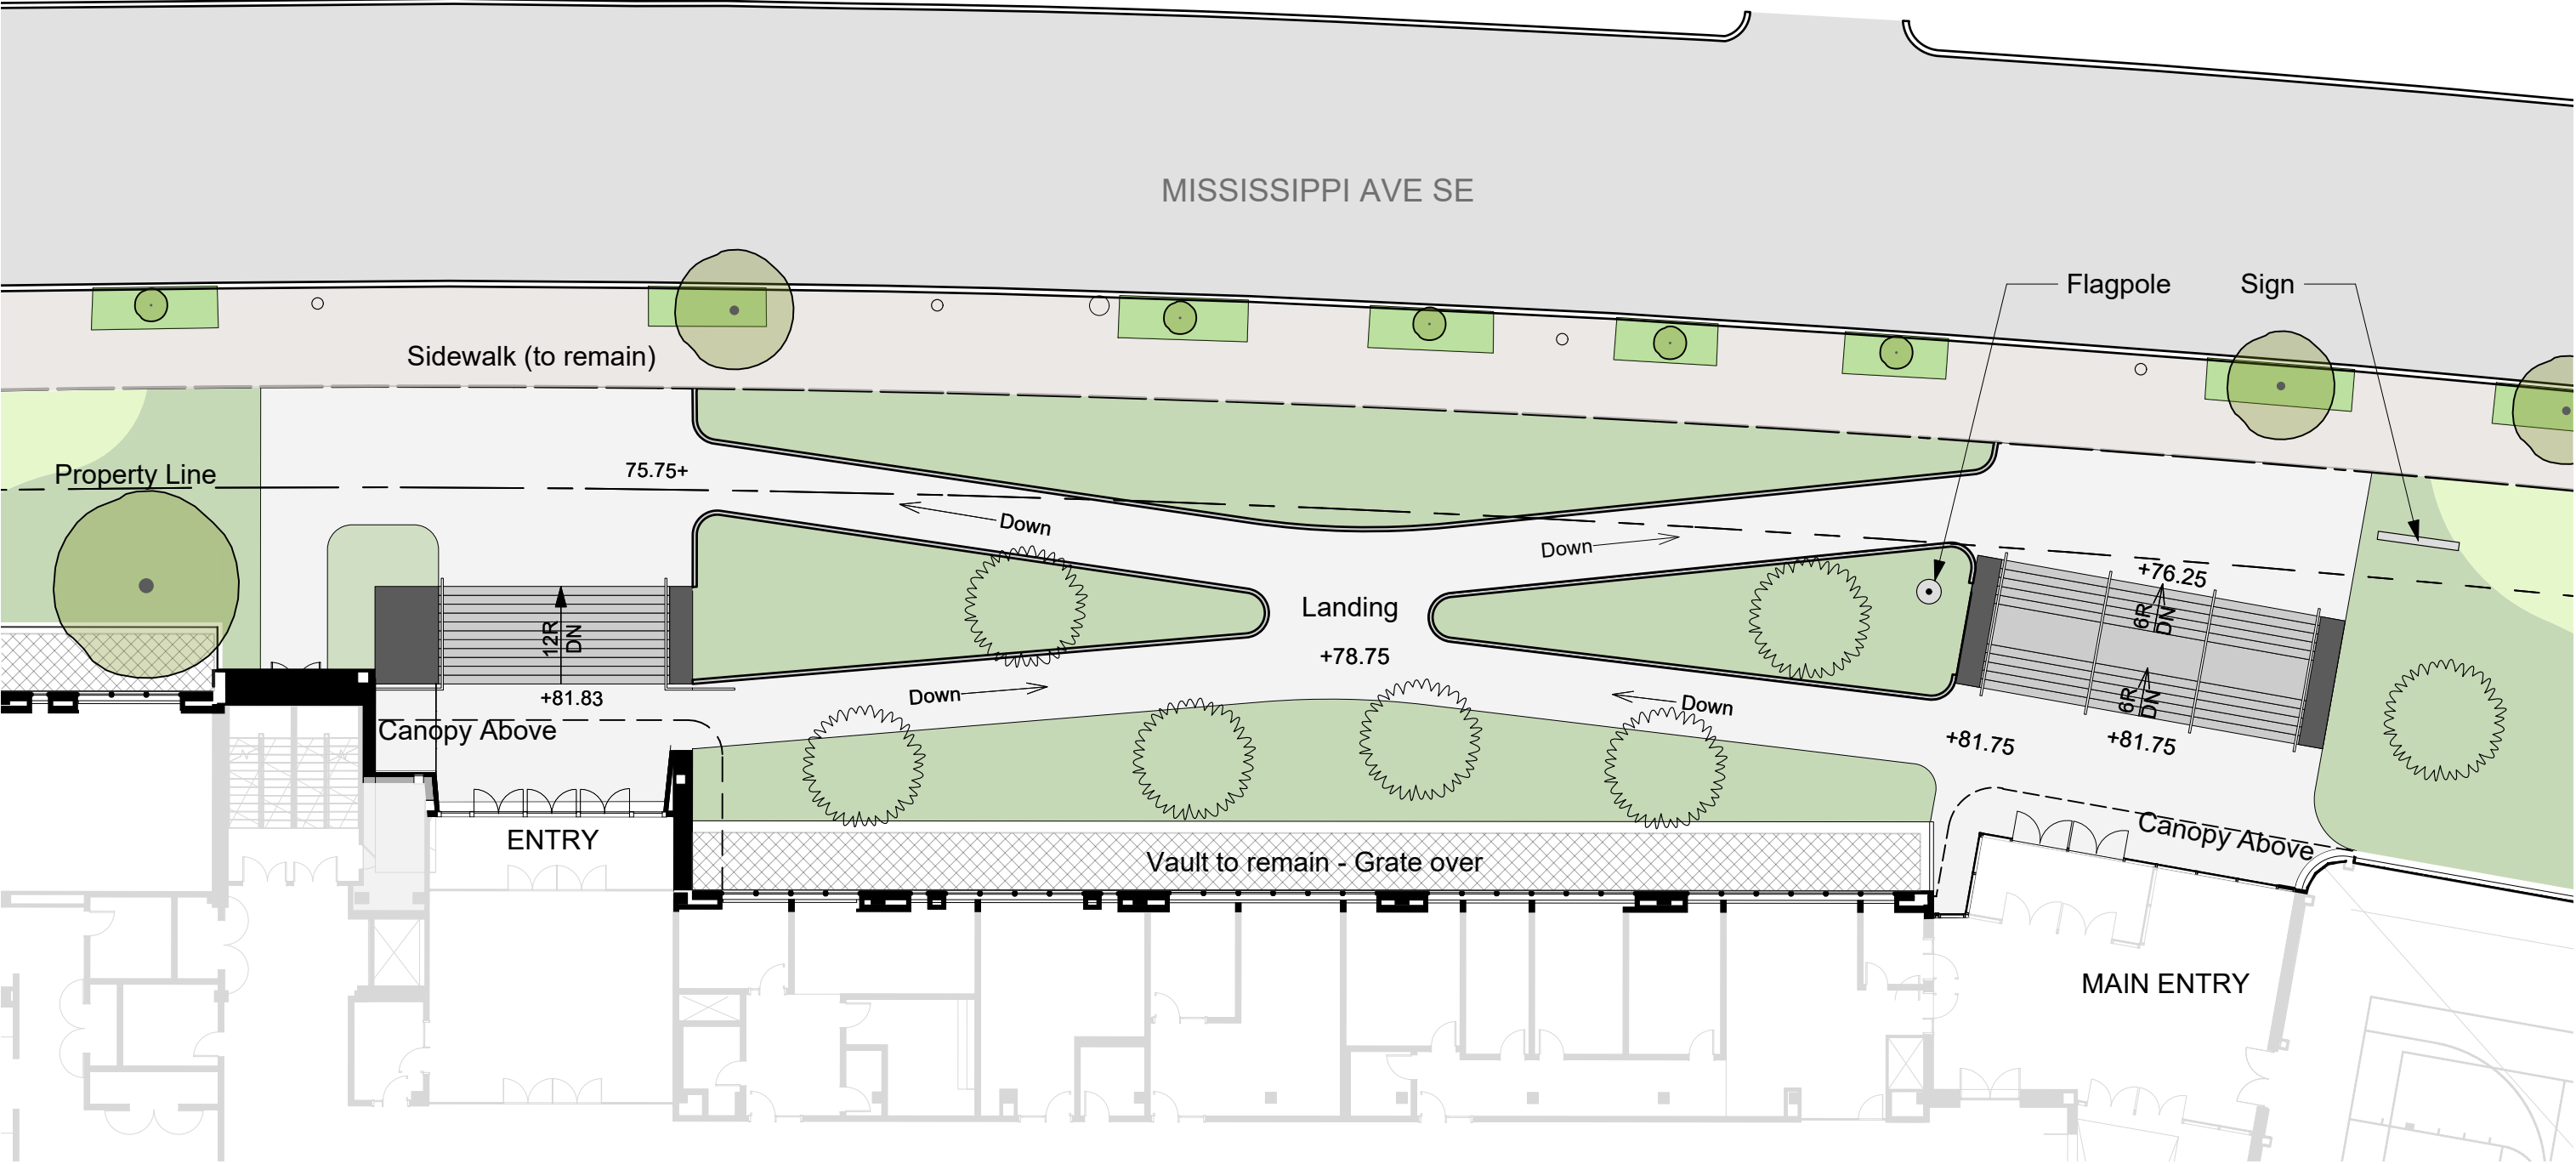 MISSISSIPPI AVE SE
Flagpole
Sign
Sidewalk (to remain)
Property Line
75.75+
Down
Down
+76.25
Landing
6R
DN
12R
DN
+78.75
+81.83
Down
Down
6R
DN
Canopy Above
+81.75
+81.75
Canopy Above
ENTRY
Vault to remain - Grate over
MAIN ENTRY